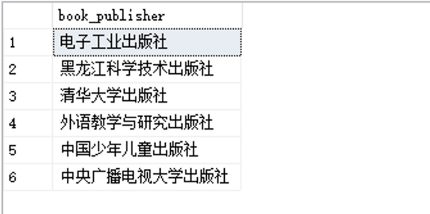 book_publisher
1 电子工业出版社
2 黑龙江科学技术出版社
3 清华大学出版社
4 外语教学与研究出版社
5 中国少年儿童出版社
6 中央广播电视大学出版社